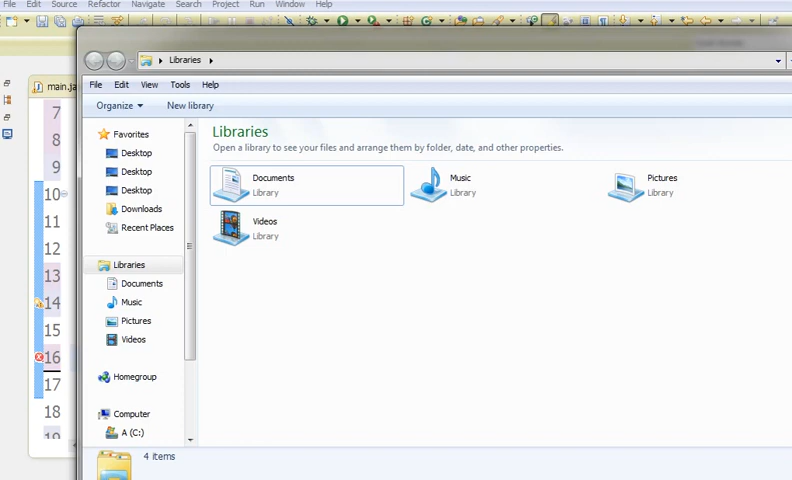 File Edit Source Refactor Navigate Search Project Run Window Help
Libraries
main.ja
File Edit View Tools Help
Organize New library
7
8
9
10
11
12
13
14
15
16
17
18
19
Favorites
Desktop
Desktop
Desktop
Downloads
Recent Places
Libraries
Documents
Music
Pictures
Videos
Homegroup
Computer
A (C:)
Libraries
Open a library to see your files and arrange them by folder, date, and other properties.
Documents
Library
Music
Library
Pictures
Library
Videos
Library
4 items